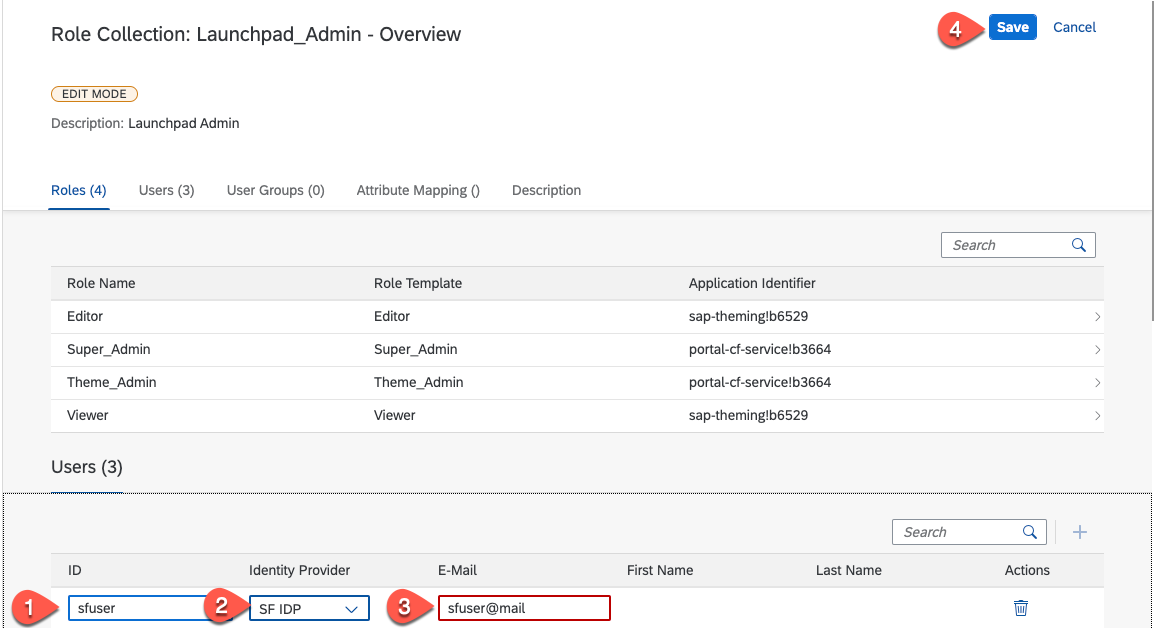 Role Collection: Launchpad_Admin - Overview
4
Save
Cancel
EDIT MODE
Description: Launchpad Admin
Roles (4)
Users (3)
User Groups (0)
Attribute Mapping ()
Description
Search
Role Name
Role Template
Application Identifier
Editor
Editor
sap-theming!b6529
Super_Admin
Super_Admin
portal-cf-service!b3664
Theme_Admin
Theme_Admin
portal-cf-service!b3664
Viewer
Viewer
sap-theming!b6529
Users (3)
Search
ID
Identity Provider
E-Mail
First Name
Last Name
Actions
1
sfuser
2
SF IDP
3
sfuser@mail